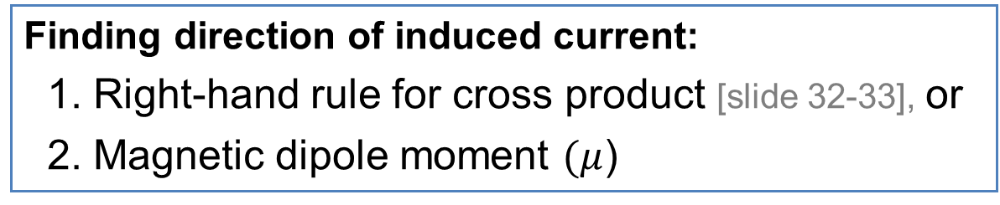 Finding direction of induced current:
1. Right-hand rule for cross product [slide 32-33], or
2. Magnetic dipole moment (𝜇)